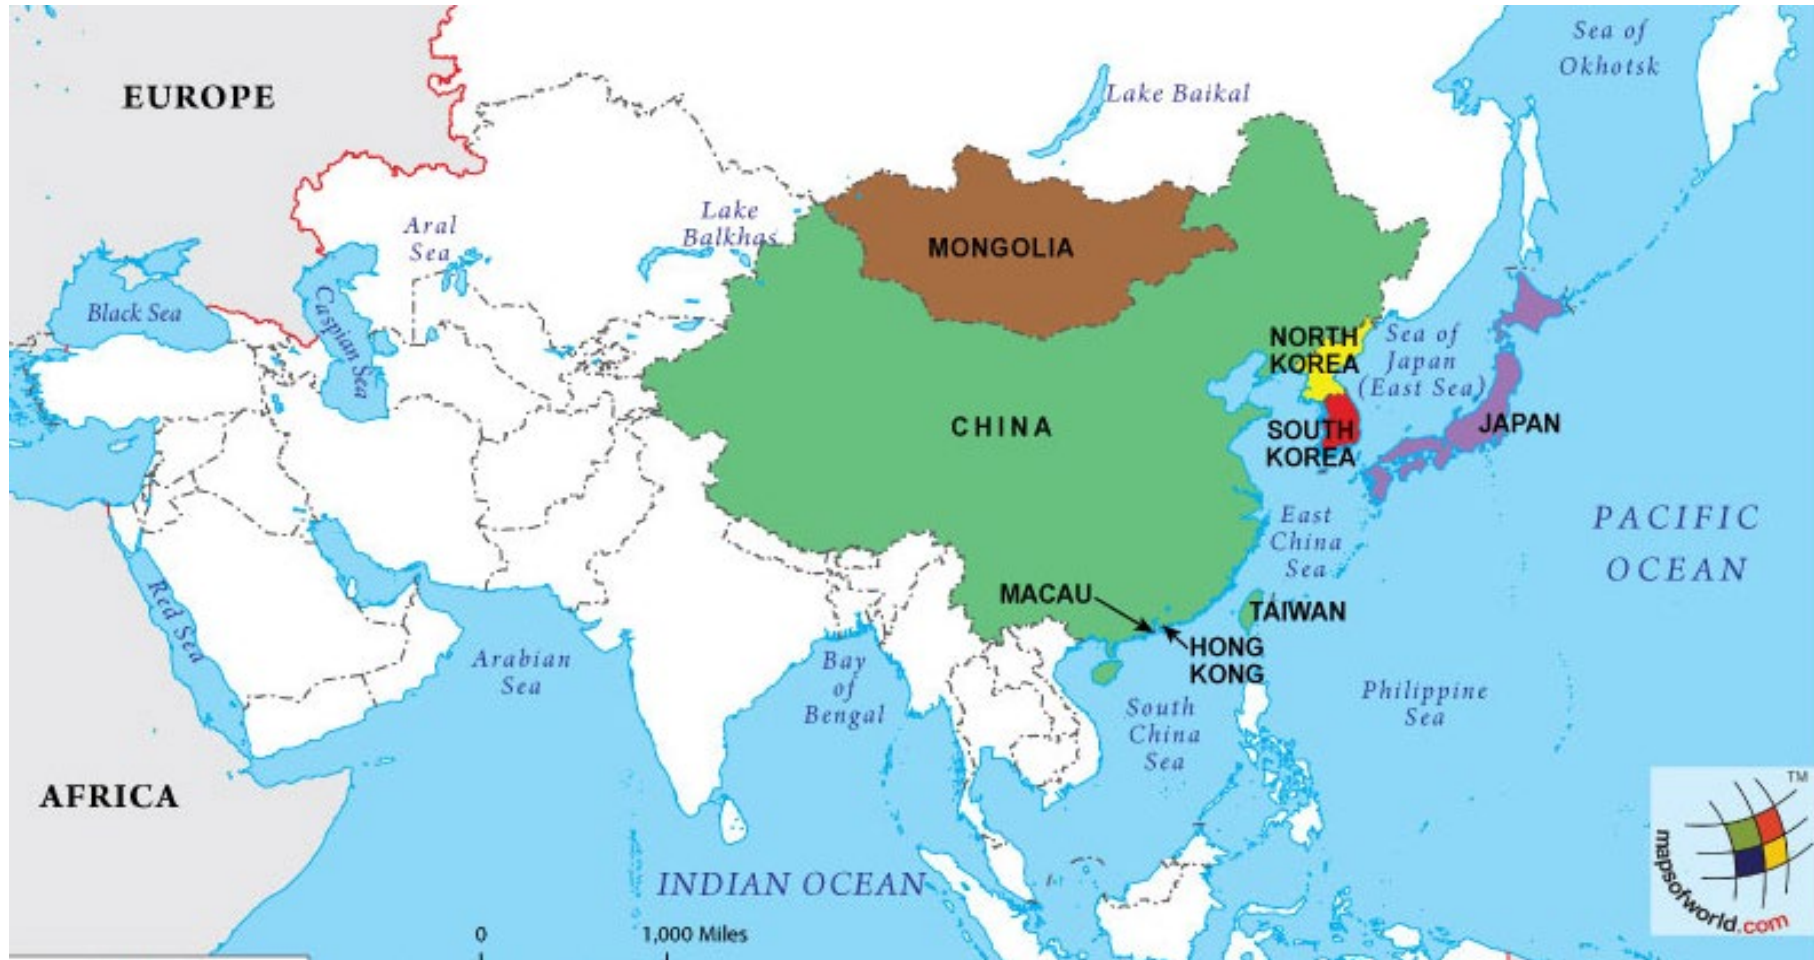 Sea of
Okhotsk
EUROPE
Lake Baikal
Lake
Balkhas
Aral
Sea
MONGOLIA
Black Sea
Caspian Sea
NORTH
KOREA
Sea of
Japan
(East Sea)
CHINA
SOUTH
KOREA
JAPAN
PACIFIC
OCEAN
East
China
Sea
MACAU
TAIWAN
Red Sea
HONG
KONG
Arabian
Sea
Bay
of
Bengal
South
China
Sea
Philippine
Sea
AFRICA
INDIAN OCEAN
0
1,000 Miles
TM
mapsofworld.com